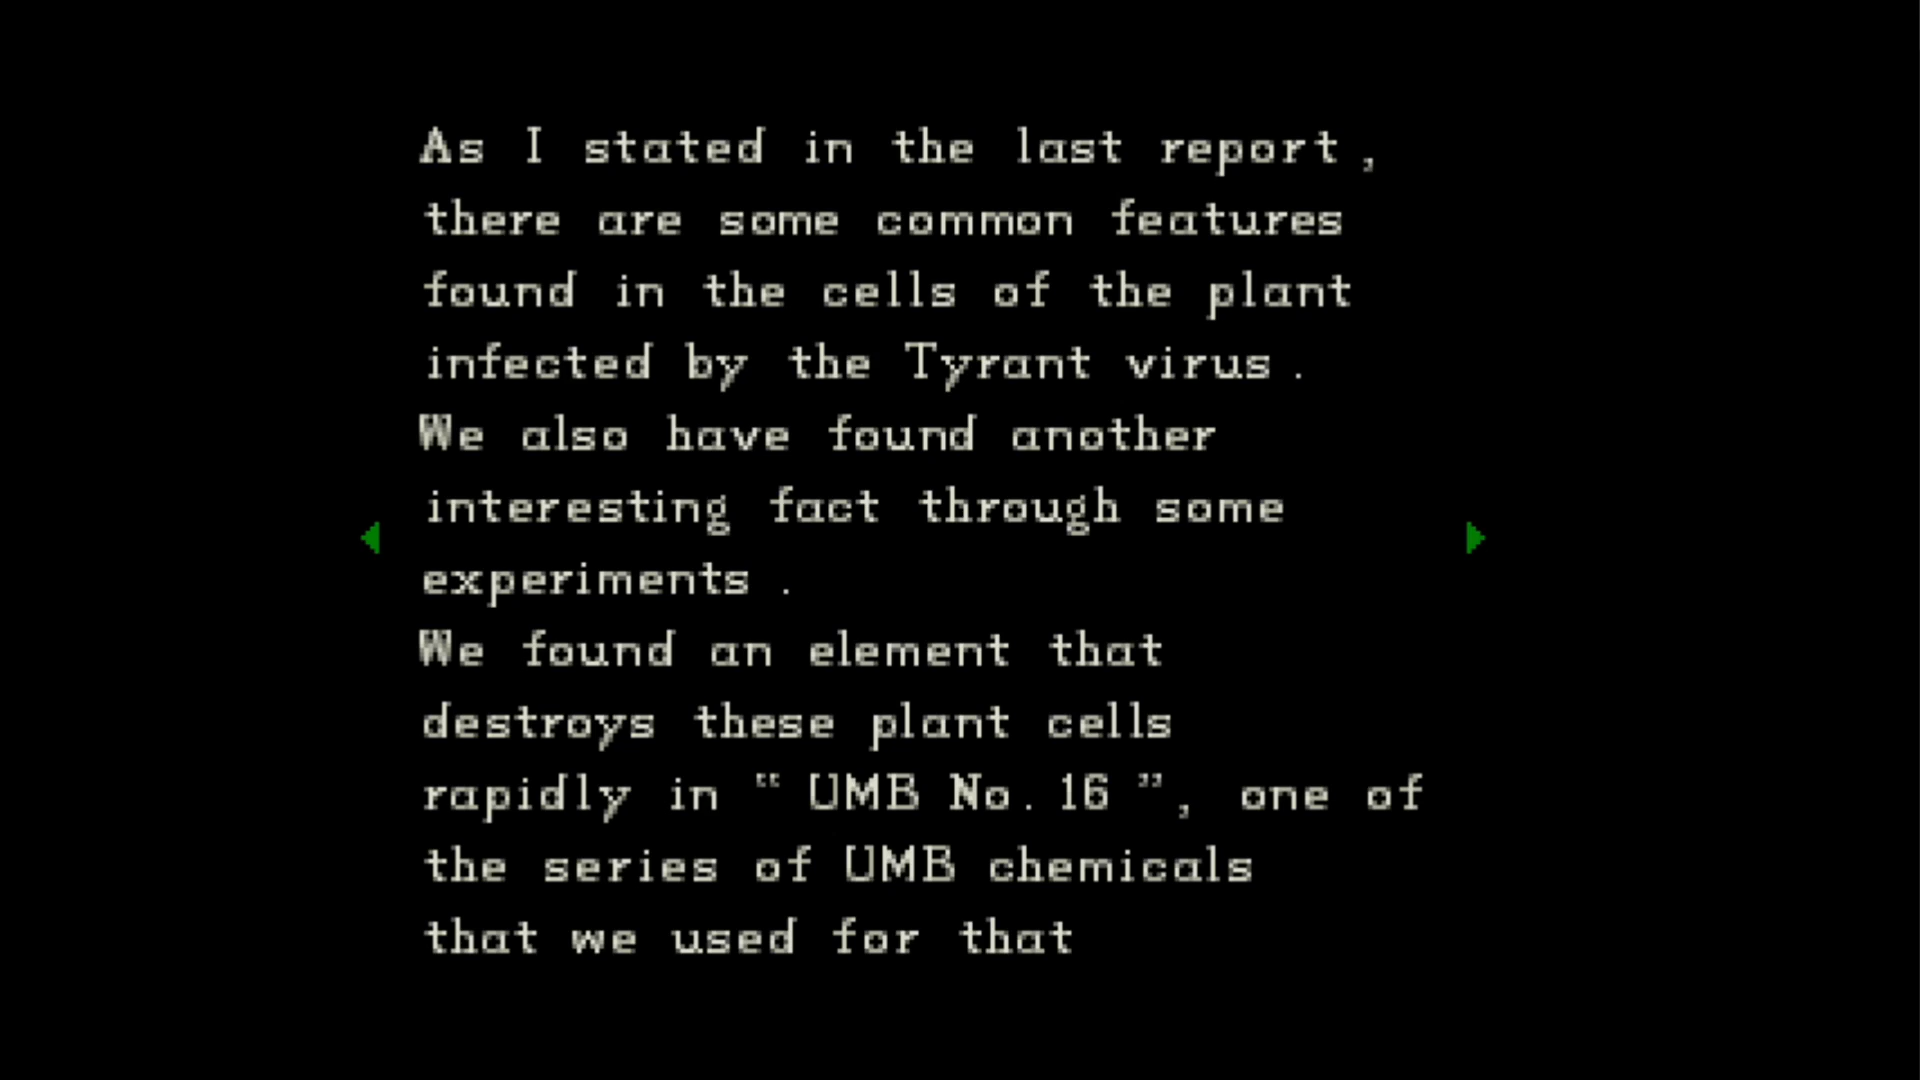 As I stated in the last report,
there are some common features
found in the cells of the plant
infected by the Tyrant virus.
We also have found another
interesting fact through some
experiments.
We found an element that
destroys these plant cells
rapidly in “ UMB No.16 ”, one of
the series of UMB chemicals
that we used for that